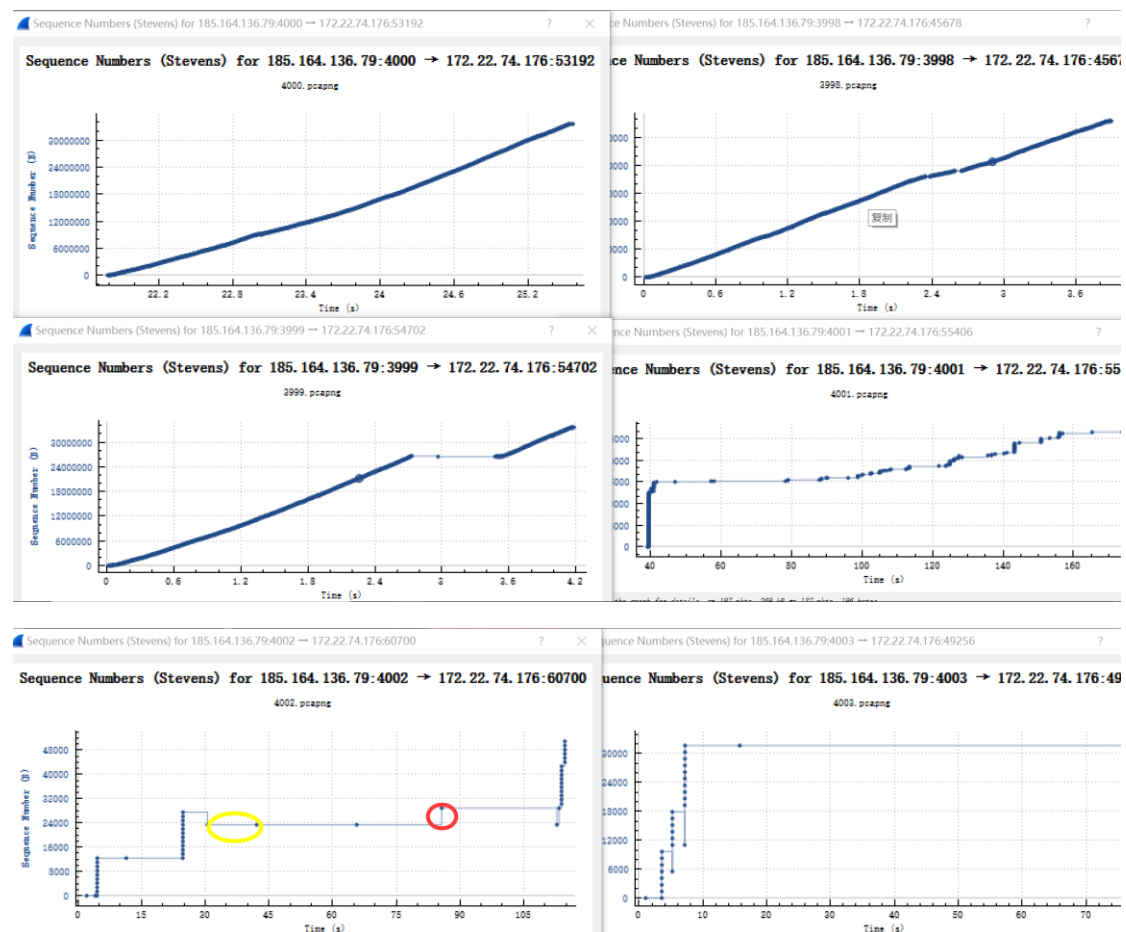 Sequence Numbers (Stevens) for 185.164.136.79:4000 → 172.22.74.176:53192
Sequence Numbers (Stevens) for 185.164.136.79:4000 → 172.22.74.176:53192
4000.pcapng
Sequence Number (B)
30000000
24000000
18000000
12000000
6000000
0
22.2 22.8 23.4 24 24.6 25.2
Time (s)
ce Numbers (Stevens) for 185.164.136.79:3998 → 172.22.74.176:45678
ce Numbers (Stevens) for 185.164.136.79:3998 → 172.22.74.176:4567
3998.pcapng
复制
0
0 0.6 1.2 1.8 2.4 3 3.6
Time (s)
Sequence Numbers (Stevens) for 185.164.136.79:3999 → 172.22.74.176:54702
Sequence Numbers (Stevens) for 185.164.136.79:3999 → 172.22.74.176:54702
3999.pcapng
Sequence Number (B)
30000000
24000000
18000000
12000000
6000000
0
0 0.6 1.2 1.8 2.4 3 3.6 4.2
Time (s)
nce Numbers (Stevens) for 185.164.136.79:4001 → 172.22.74.176:55406
nce Numbers (Stevens) for 185.164.136.79:4001 → 172.22.74.176:55
4001.pcapng
0
40 60 80 100 120 140 160
Time (s)
Sequence Numbers (Stevens) for 185.164.136.79:4002 → 172.22.74.176:60700
Sequence Numbers (Stevens) for 185.164.136.79:4002 → 172.22.74.176:60700
4002.pcapng
Sequence Number (B)
48000
40000
32000
24000
16000
8000
0
0 15 30 45 60 75 90 105
Time (s)
uence Numbers (Stevens) for 185.164.136.79:4003 → 172.22.74.176:49256
uence Numbers (Stevens) for 185.164.136.79:4003 → 172.22.74.176:49
4003.pcapng
30000
24000
18000
12000
6000
0
0 10 20 30 40 50 60 70
Time (s)